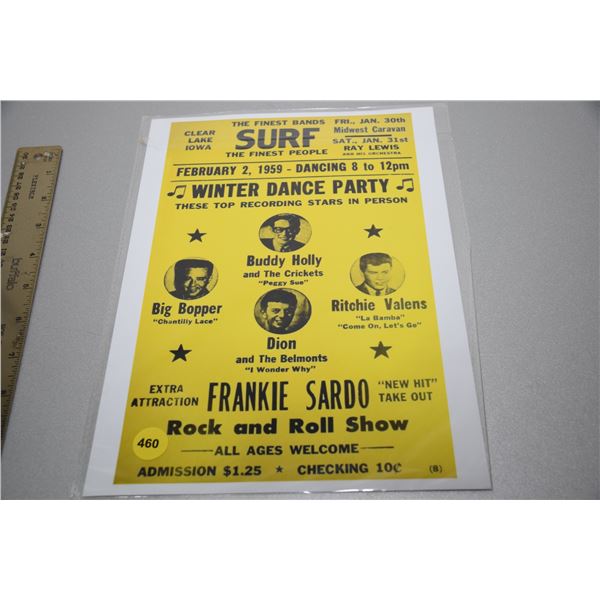 THE FINEST BANDS
CLEAR LAKE IOWA
SURF
THE FINEST PEOPLE
FRI., JAN. 30th
Midwest Caravan
SAT., JAN. 31st
RAY LEWIS
AND HIS ORCHESTRA
FEBRUARY 2, 1959 - DANCING 8 to 12pm
WINTER DANCE PARTY
THESE TOP RECORDING STARS IN PERSON
Buddy Holly
and The Crickets
"Peggy Sue"
Big Bopper
"Chantilly Lace"
Ritchie Valens
"La Bamba"
"Come On, Let's Go"
Dion
and The Belmonts
"I Wonder Why"
EXTRA ATTRACTION
FRANKIE SARDO
"NEW HIT"
TAKE OUT
Rock and Roll Show
460
ALL AGES WELCOME
ADMISSION $1.25 ★ CHECKING 10¢ (B)